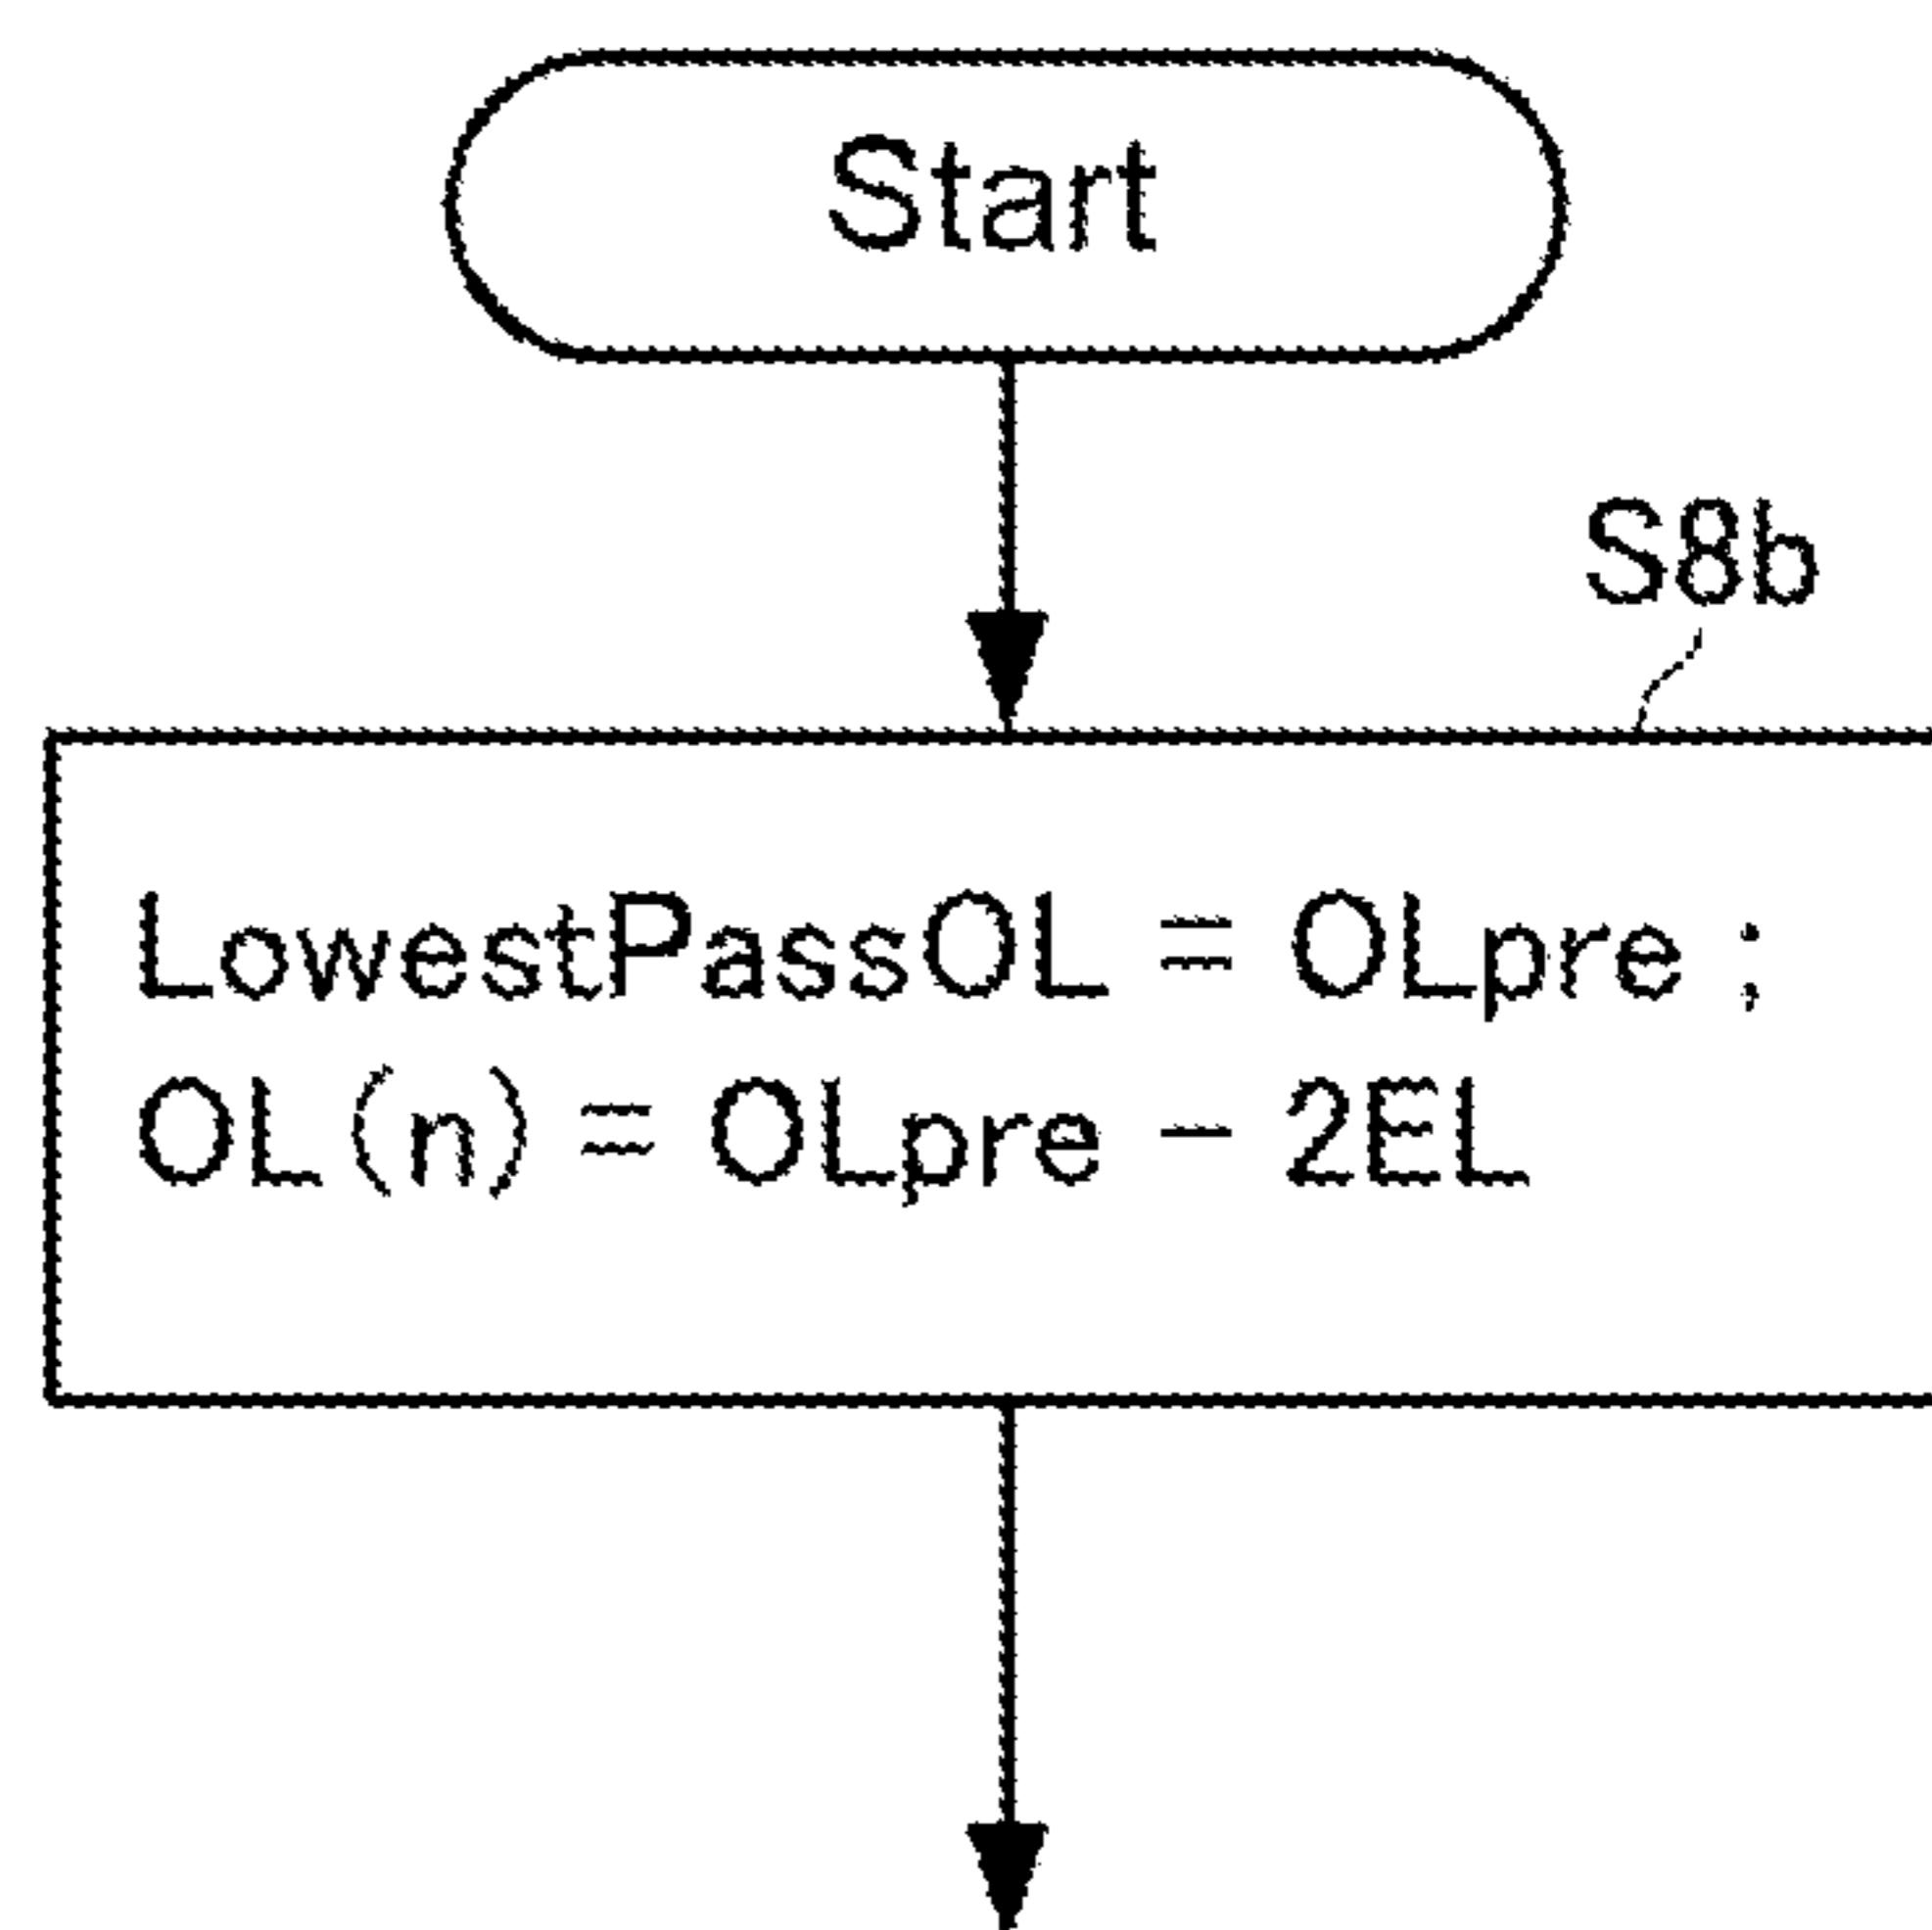 Start
S8b
LowestPassOL = OLpre ;
OL(n) = OLpre − 2EL